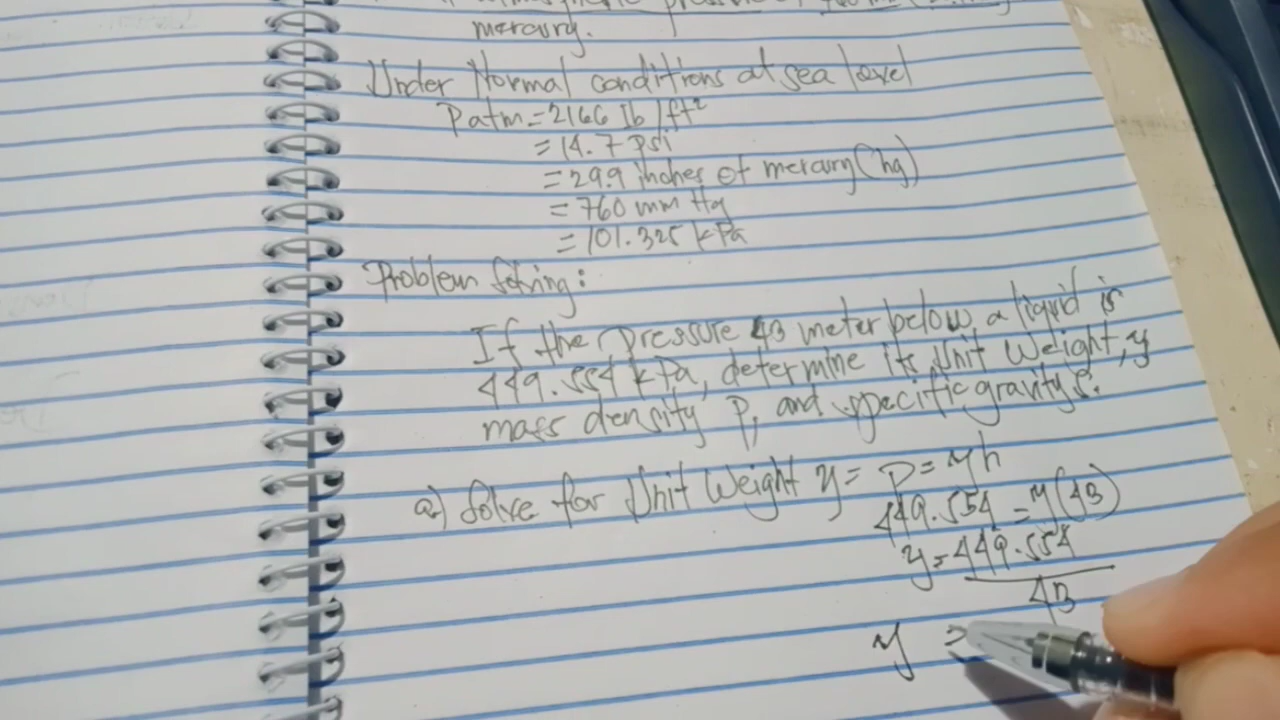 atmospheric pressure
mercury.
Under Normal conditions at sea level
Patm = 2166 lb/ft²
= 14.7 psi
= 29.9 inches of mercury (hg)
= 760 mm Hg
= 101.325 kPa
Problem Solving:
If the pressure 43 meter below a liquid is
449.554 kPa, determine its Unit Weight, y
mass density P, and specific gravity s.
a) Solve for Unit Weight y = P = yh
449.554 = y(43)
y = 449.554
43
y =